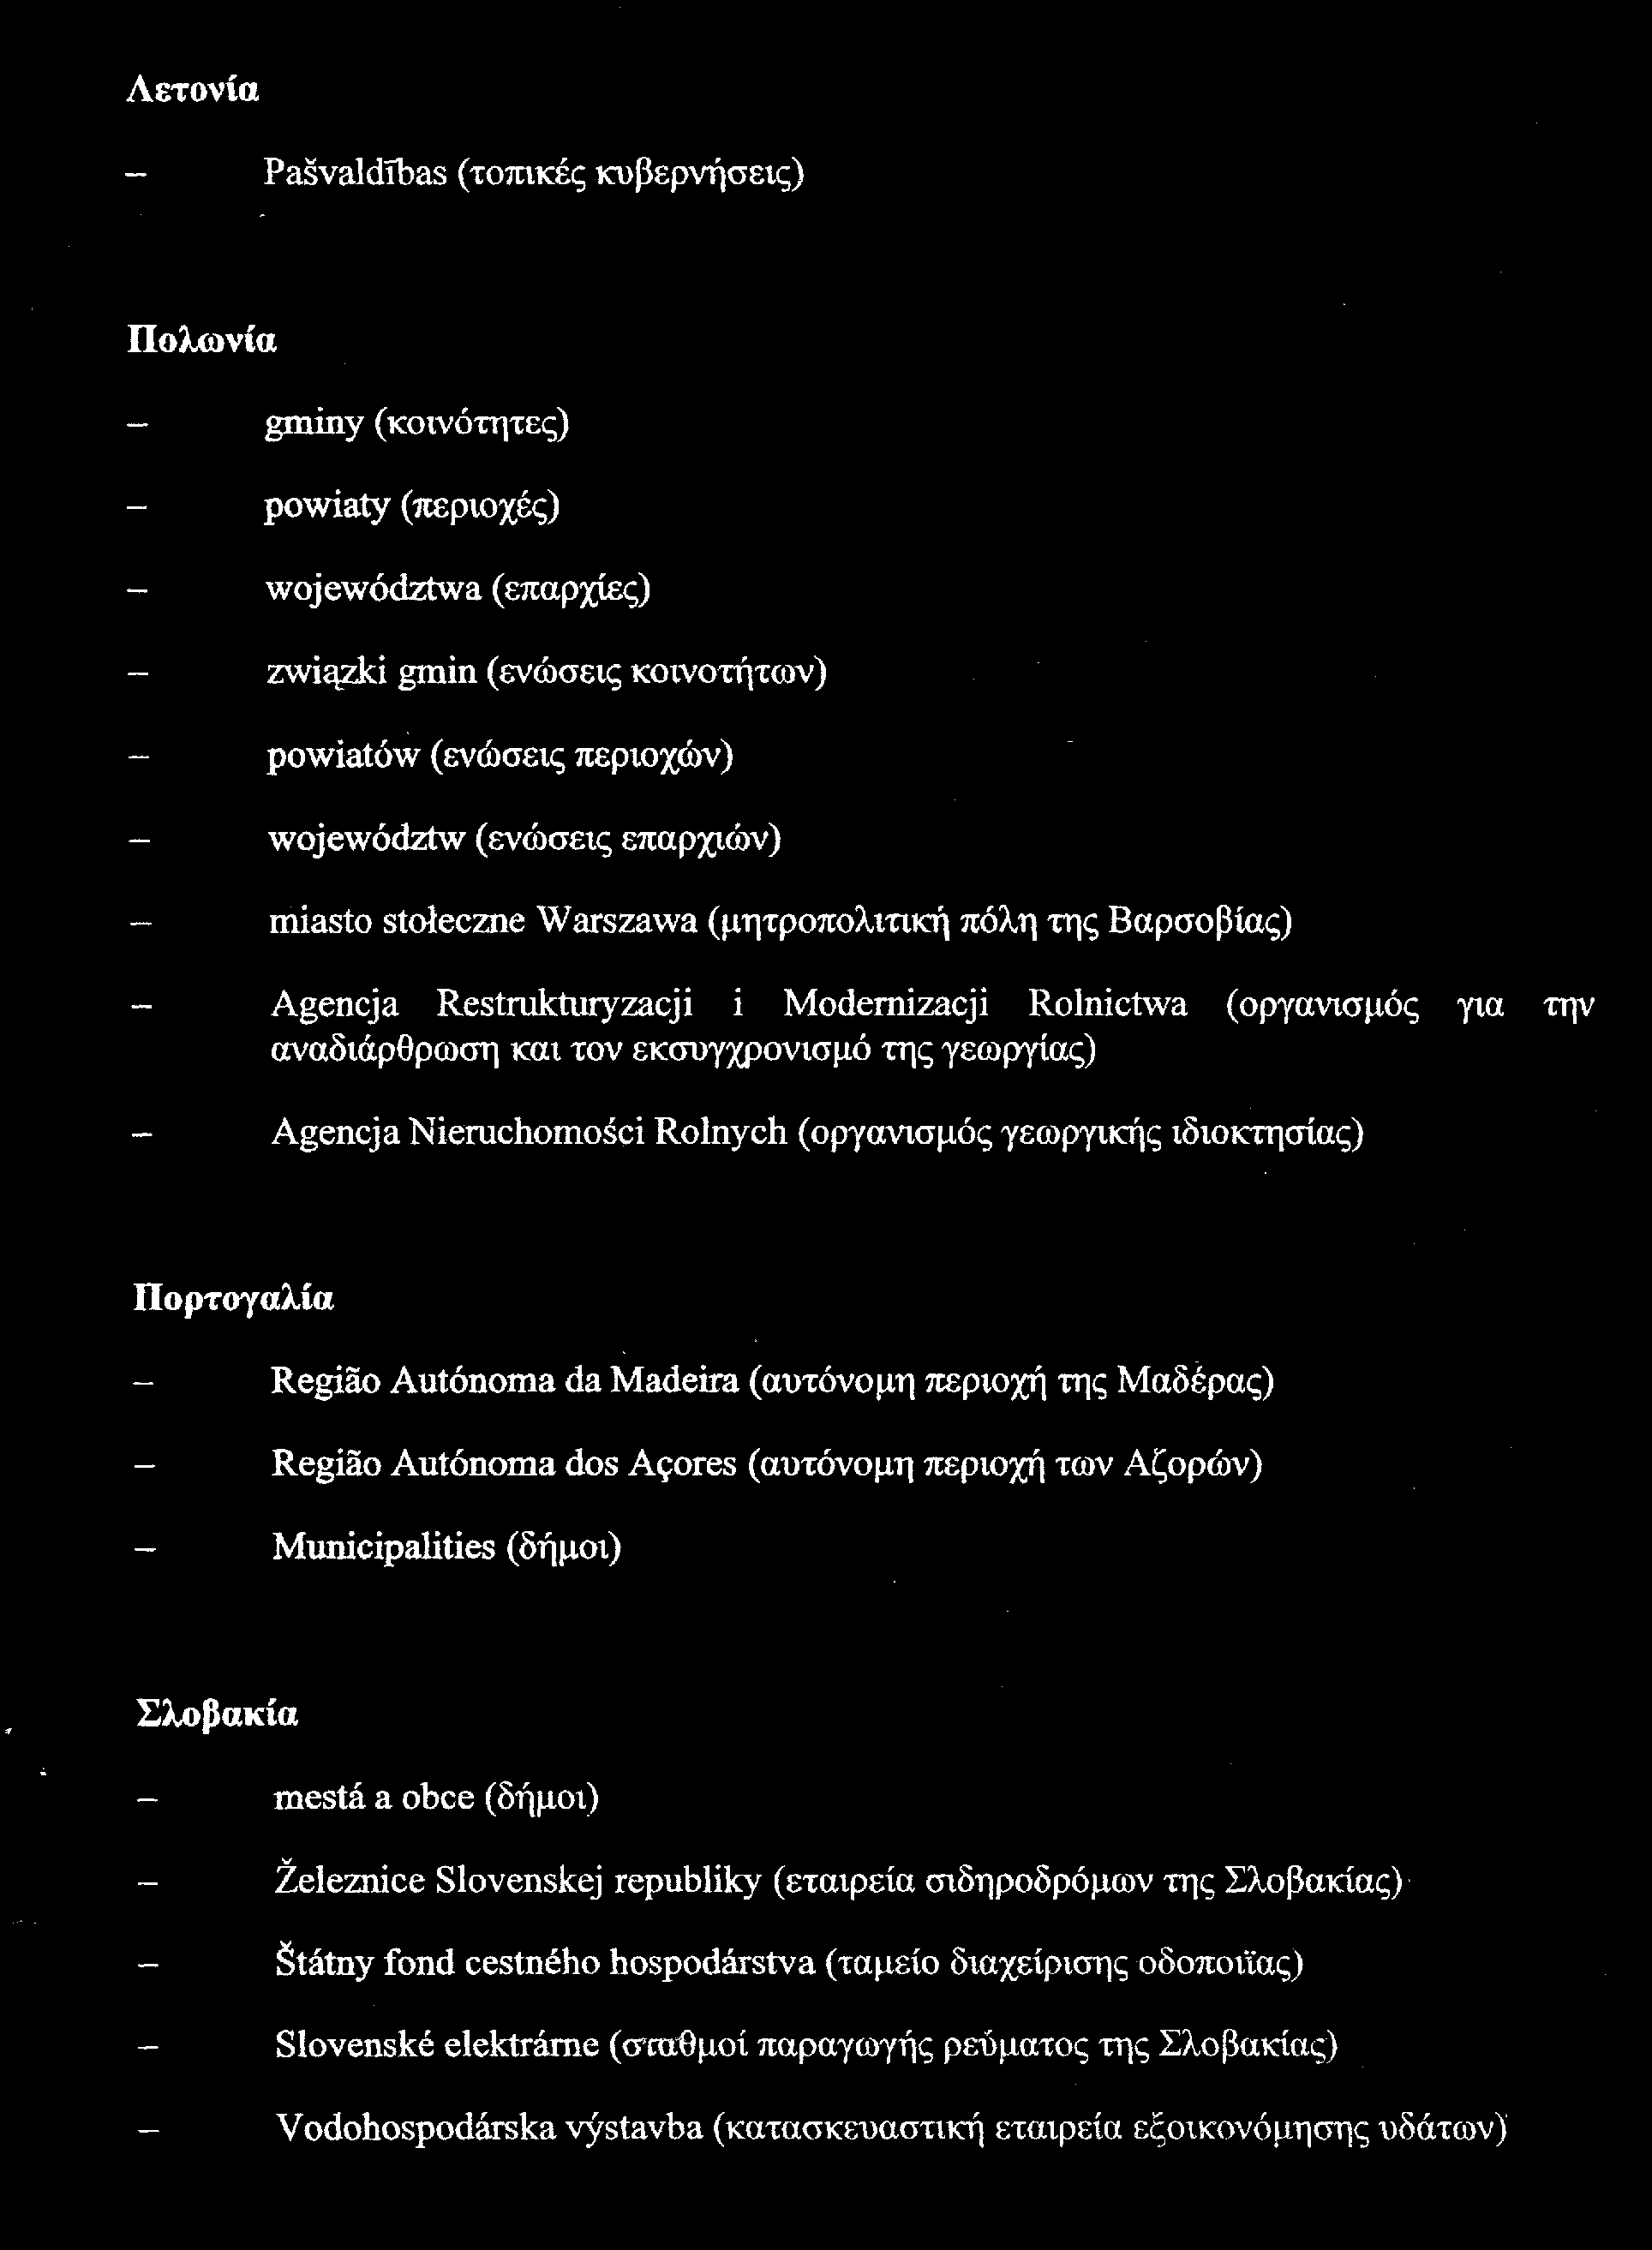 Λετονία
– Pašvaldības (τοπικές κυβερνήσεις)
Πολωνία
– gminy (κοινότητες)
– powiaty (περιοχές)
– województwa (επαρχίες)
– związki gmin (ενώσεις κοινοτήτων)
– powiatów (ενώσεις περιοχών)
– województw (ενώσεις επαρχιών)
– miasto stołeczne Warszawa (μητροπολιτική πόλη της Βαρσοβίας)
– Agencja Restrukturyzacji i Modernizacji Rolnictwa (οργανισμός για την
αναδιάρθρωση και τον εκσυγχρονισμό της γεωργίας)
– Agencja Nieruchomości Rolnych (οργανισμός γεωργικής ιδιοκτησίας)
Πορτογαλία
– Região Autónoma da Madeira (αυτόνομη περιοχή της Μαδέρας)
– Região Autónoma dos Açores (αυτόνομη περιοχή των Αζορών)
– Municipalities (δήμοι)
Σλοβακία
– mestá a obce (δήμοι)
– Železnice Slovenskej republiky (εταιρεία σιδηροδρόμων της Σλοβακίας)
– Štátny fond cestného hospodárstva (ταμείο διαχείρισης οδοποιΐας)
– Slovenské elektrárne (σταθμοί παραγωγής ρεύματος της Σλοβακίας)
– Vodohospodárska výstavba (κατασκευαστική εταιρεία εξοικονόμησης υδάτων)